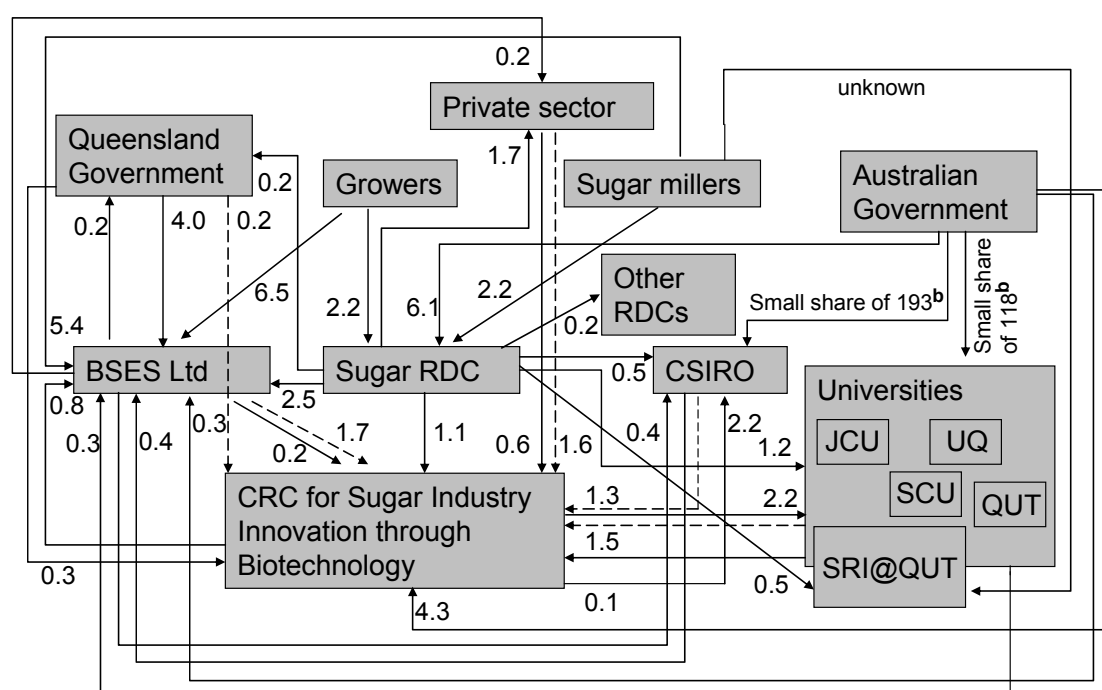 0.2
Private sector
unknown
Queensland
Government
0.2
1.7
Growers
Sugar millers
Australian
Government
0.2
4.0
0.2
Other
RDCs
Small share
of 118b
6.5
2.2
6.1
2.2
0.2
Small share of 193b
5.4
BSES Ltd
Sugar RDC
0.5
CSIRO
Universities
0.8
0.3
0.4
0.3
2.5
1.7
0.2
1.1
0.6
1.6
0.4
2.2
1.2
JCU
UQ
SCU
QUT
CRC for Sugar Industry
Innovation through
Biotechnology
1.3
2.2
1.5
SRI@QUT
0.3
4.3
0.1
0.5